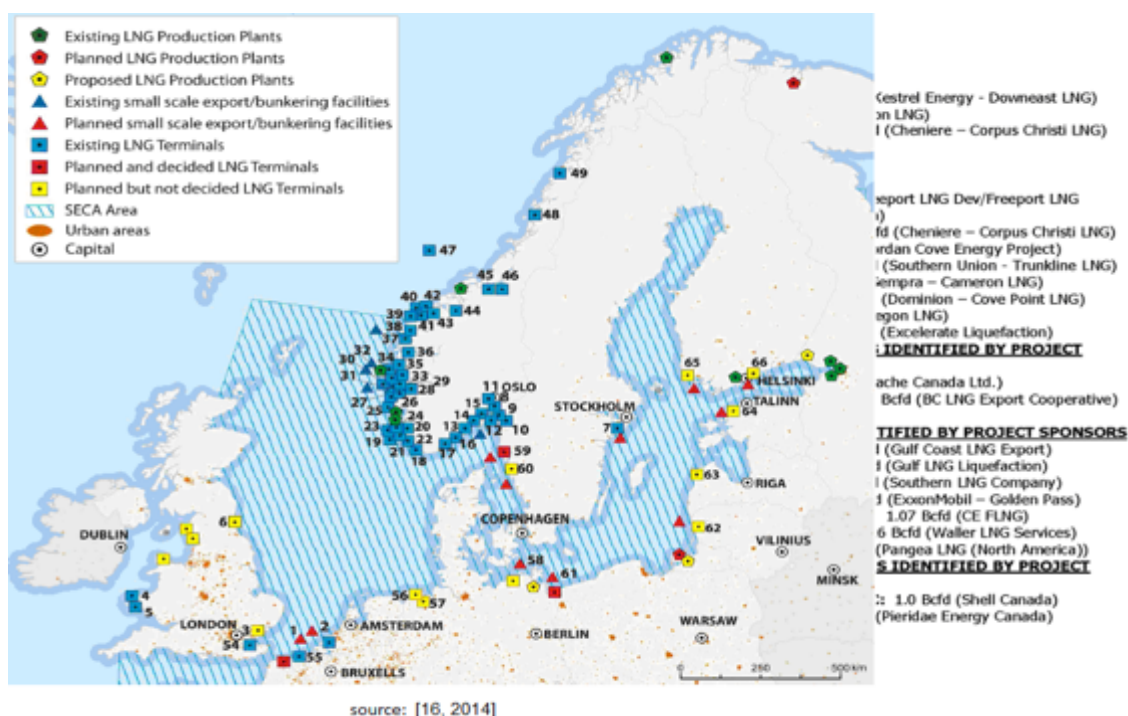 Existing LNG Production Plants
Planned LNG Production Plants
Proposed LNG Production Plants
Existing small scale export/bunkering facilities
Planned small scale export/bunkering facilities
Existing LNG Terminals
Planned and decided LNG Terminals
Planned but not decided LNG Terminals
SECA Area
Urban areas
Capital
49
48
47
45 46
40 42
39
38 41 43 44
37
32 34 36
30 35
31 33 29
28
27 26
25 24
23 20
19 21 22
18
11 OSLO
15 8
14 9
13 12 10
17 16
59
60
STOCKHOLM
7
65 66
HELSINKI
TALINN
64
63
RIGA
62
VILINIUS
MINSK
COPENHAGEN
58
61
DUBLIN
6
4
5
LONDON
3
54
1 2
55
56 57
AMSTERDAM
BRUXELLS
BERLIN
WARSAW
0 250 500 km
Kestrel Energy - Downeast LNG)
on LNG)
(Cheniere – Corpus Christi LNG)
eeport LNG Dev/Freeport LNG
fd (Cheniere – Corpus Christi LNG)
ordan Cove Energy Project)
(Southern Union - Trunkline LNG)
Sempra – Cameron LNG)
(Dominion – Cove Point LNG)
egon LNG)
(Excelerate Liquefaction)
IDENTIFIED BY PROJECT
ache Canada Ltd.)
Bcfd (BC LNG Export Cooperative)
TIFIED BY PROJECT SPONSORS
(Gulf Coast LNG Export)
(Gulf LNG Liquefaction)
(Southern LNG Company)
(ExxonMobil – Golden Pass)
1.07 Bcfd (CE FLNG)
6 Bcfd (Waller LNG Services)
(Pangea LNG (North America))
S IDENTIFIED BY PROJECT
: 1.0 Bcfd (Shell Canada)
(Pieridae Energy Canada)
source: [16, 2014]